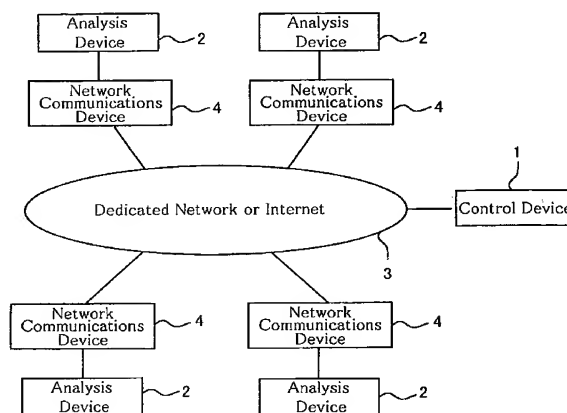 Analysis
Device
2
Analysis
Device
2
Network
Communications
Device
4
Network
Communications
Device
4
1
Dedicated Network or Internet
Control Device
3
Network
Communications
Device
4
Network
Communications
Device
4
Analysis
Device
2
Analysis
Device
2